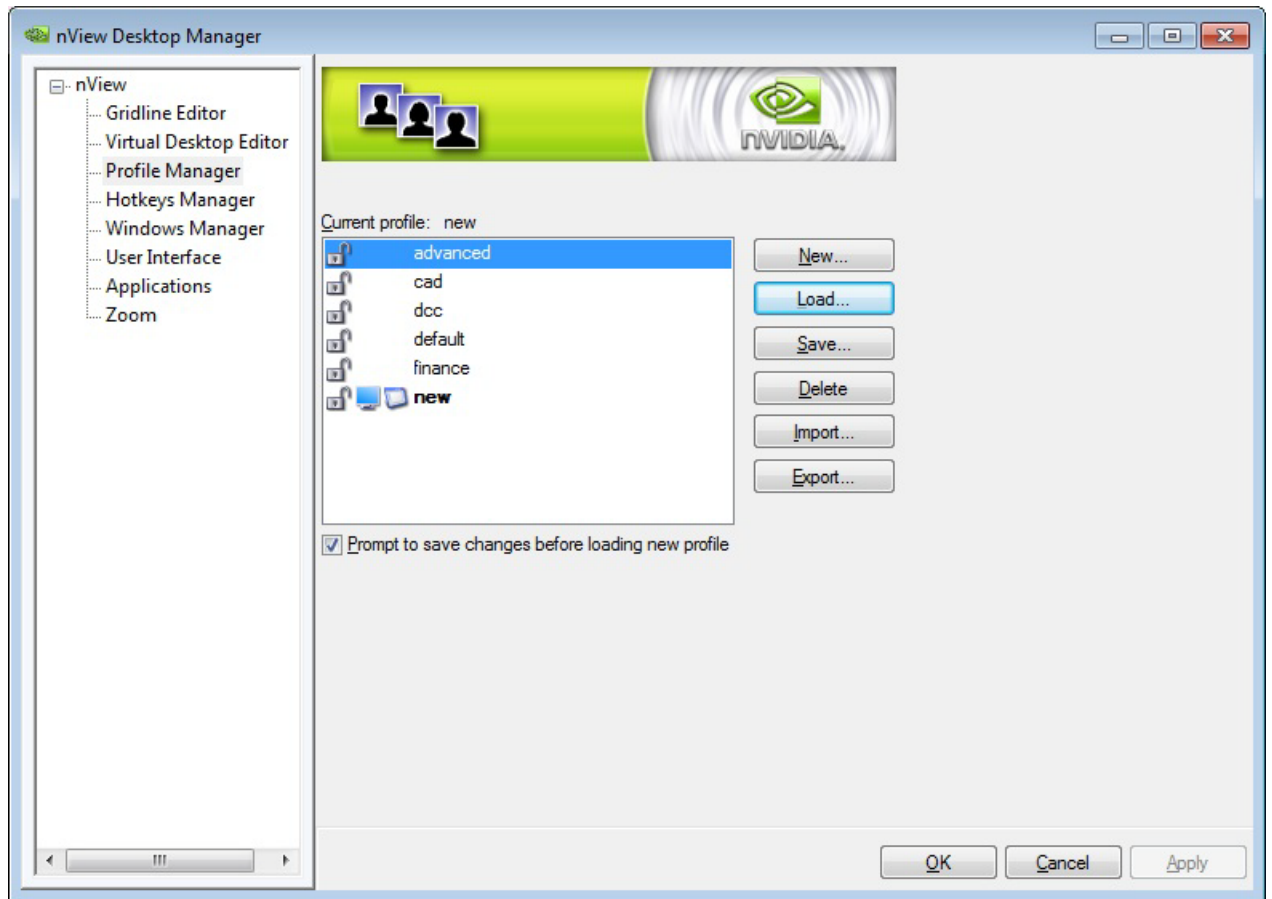 nView Desktop Manager
nView
Gridline Editor
Virtual Desktop Editor
Profile Manager
Hotkeys Manager
Windows Manager
User Interface
Applications
Zoom
nVIDIA.
Current profile: new
advanced
cad
dcc
default
finance
new
New...
Load...
Save...
Delete
Import...
Export...
Prompt to save changes before loading new profile
OK
Cancel
Apply